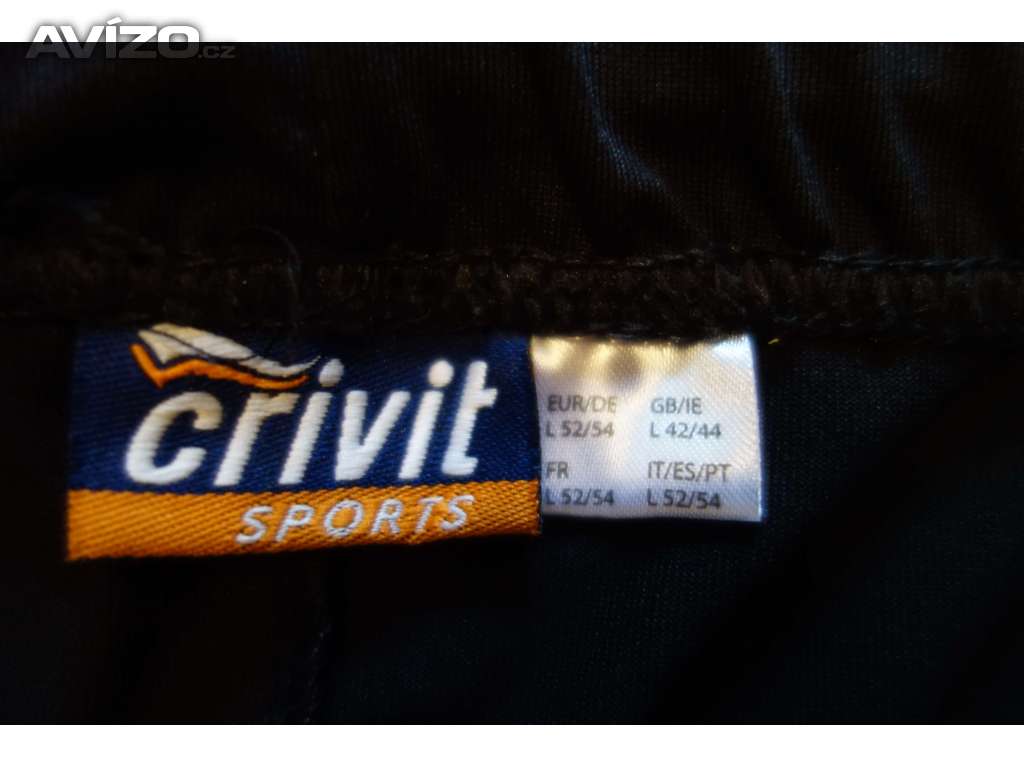 AVÍZO.cz
crivit
SPORTS
EUR/DE GB/IE
L 52/54 L 42/44
FR IT/ES/PT
L 52/54 L 52/54